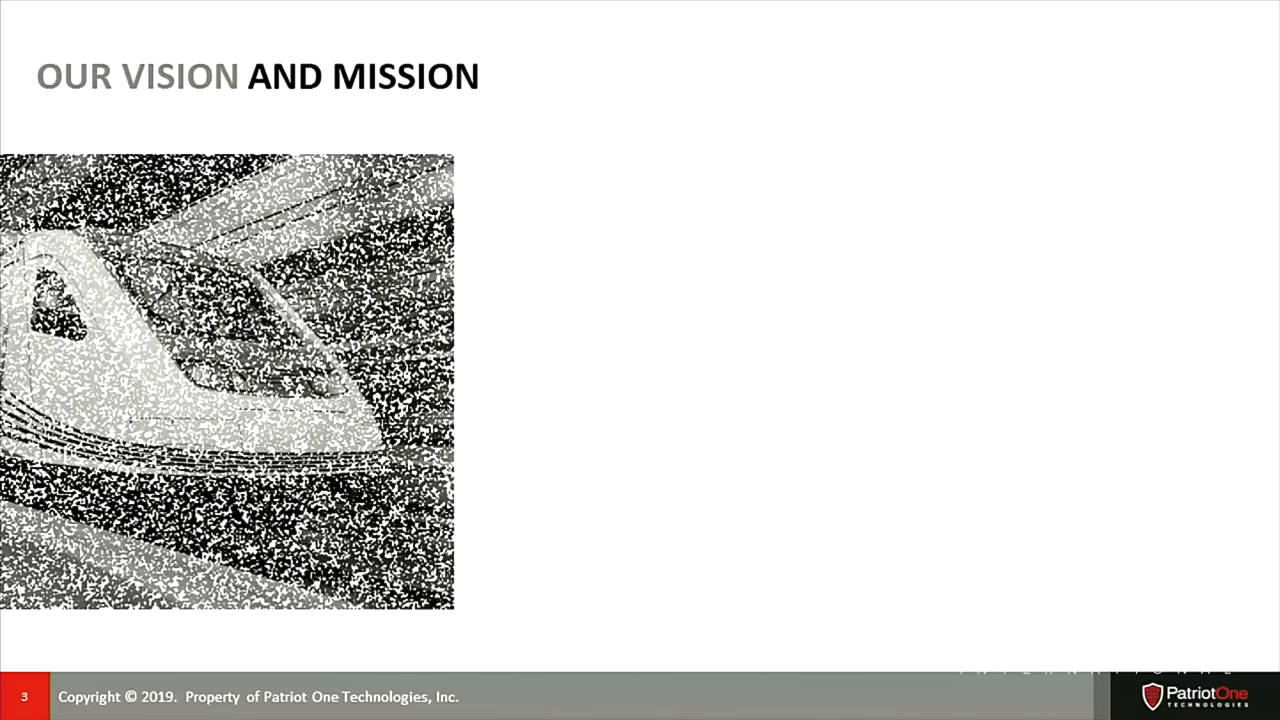 OUR VISION AND MISSION
3
Copyright © 2019. Property of Patriot One Technologies, Inc.
PatriotOne
TECHNOLOGIES